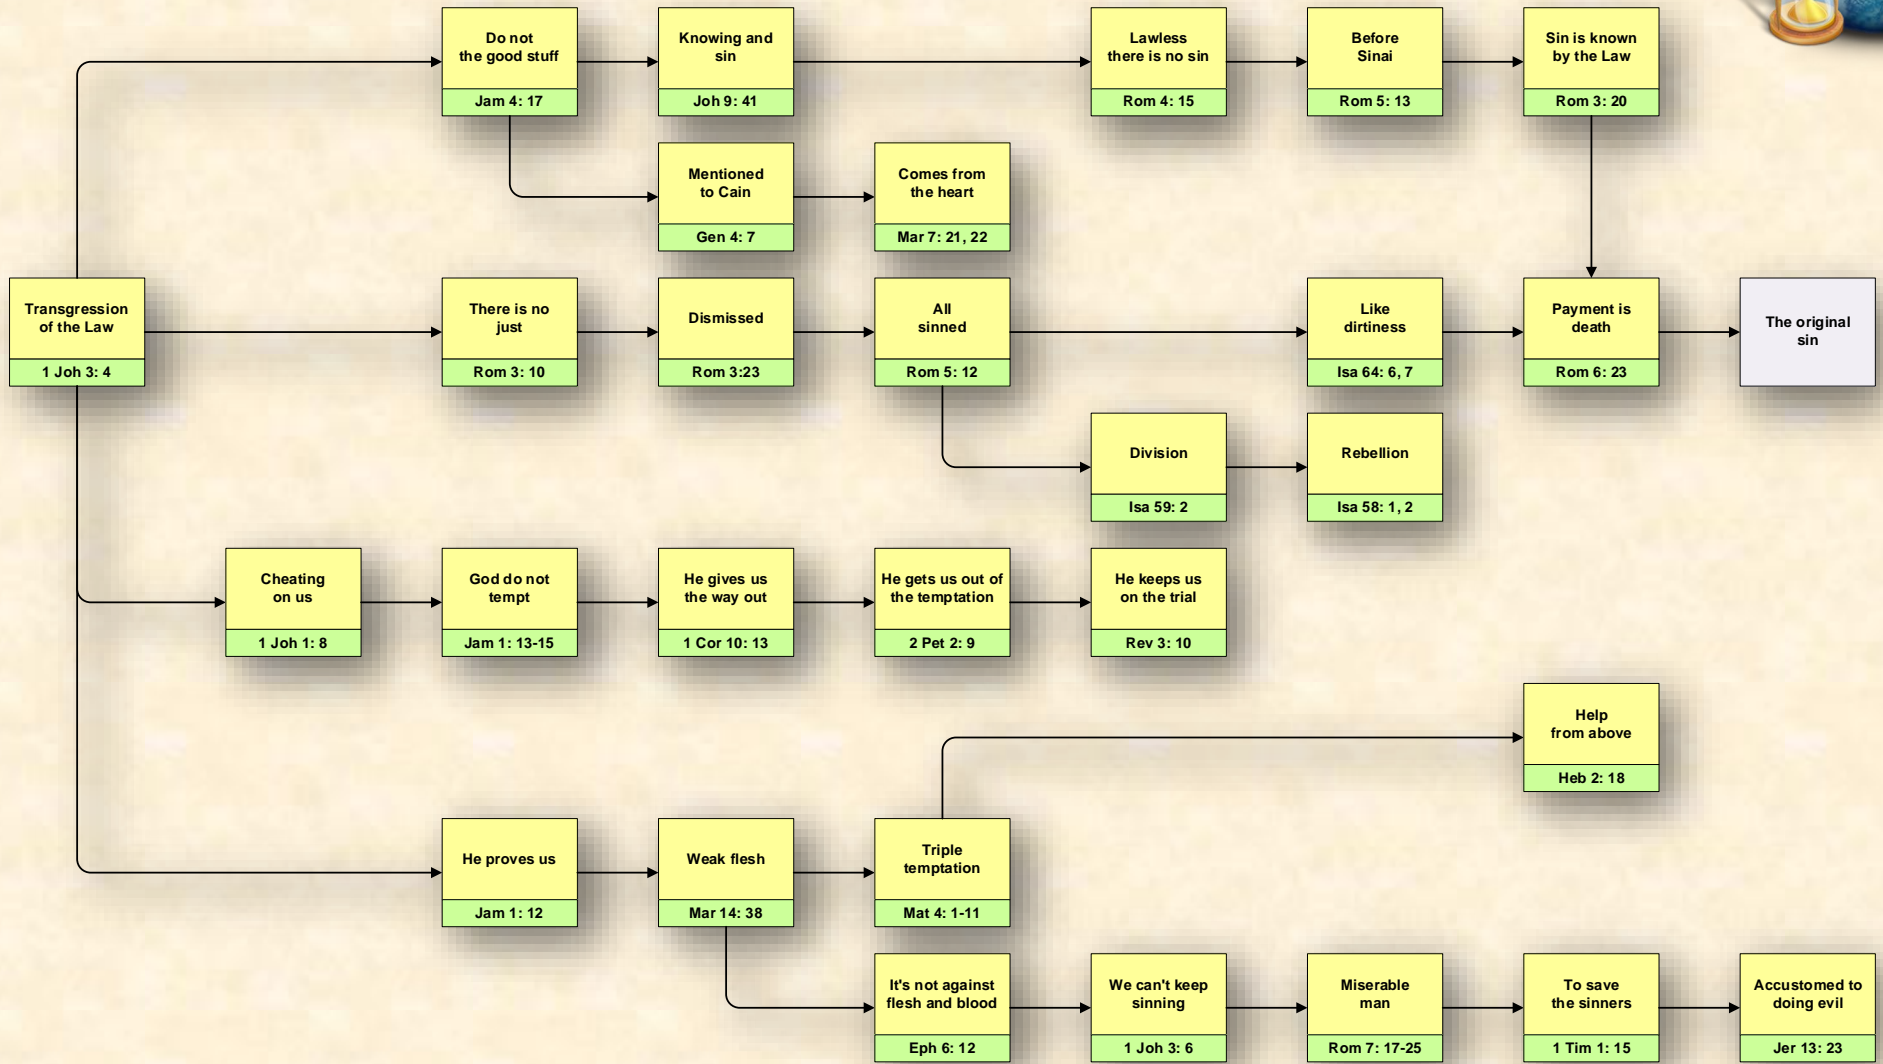 Do not
the good stuff
Jam 4: 17
Knowing and
sin
Joh 9: 41
Lawless
there is no sin
Rom 4: 15
Before
Sinai
Rom 5: 13
Sin is known
by the Law
Rom 3: 20
Mentioned
to Cain
Gen 4: 7
Comes from
the heart
Mar 7: 21, 22
Transgression
of the Law
1 Joh 3: 4
There is no
just
Rom 3: 10
Dismissed
Rom 3:23
All
sinned
Rom 5: 12
Like
dirtiness
Isa 64: 6, 7
Payment is
death
Rom 6: 23
The original
sin
Division
Isa 59: 2
Rebellion
Isa 58: 1, 2
Cheating
on us
1 Joh 1: 8
God do not
tempt
Jam 1: 13-15
He gives us
the way out
1 Cor 10: 13
He gets us out of
the temptation
2 Pet 2: 9
He keeps us
on the trial
Rev 3: 10
Help
from above
Heb 2: 18
He proves us
Jam 1: 12
Weak flesh
Mar 14: 38
Triple
temptation
Mat 4: 1-11
It's not against
flesh and blood
Eph 6: 12
We can't keep
sinning
1 Joh 3: 6
Miserable
man
Rom 7: 17-25
To save
the sinners
1 Tim 1: 15
Accustomed to
doing evil
Jer 13: 23